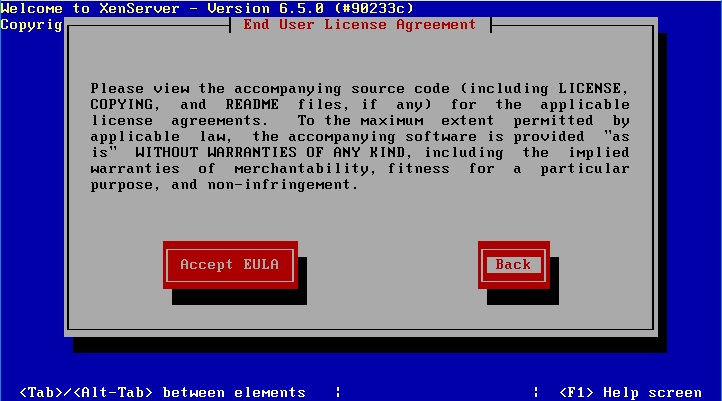 Welcome to XenServer - Version 6.5.0 (#90233c)
Copyrig
End User License Agreement
Please view the accompanying source code (including LICENSE,
COPYING, and README files, if any) for the applicable
license agreements. To the maximum extent permitted by
applicable law, the accompanying software is provided "as
is" WITHOUT WARRANTIES OF ANY KIND, including the implied
warranties of merchantability, fitness for a particular
purpose, and non-infringement.
Accept EULA
Back
<Tab>/<Alt-Tab> between elements | | <F1> Help screen